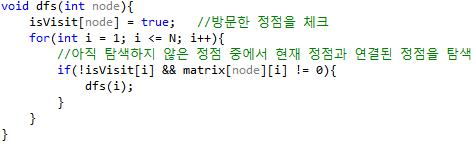 void dfs(int node){
    isVisit[node] = true;   //방문한 정점을 체크
    for(int i = 1; i <= N; i++){
        //아직 탐색하지 않은 정점 중에서 현재 정점과 연결된 정점을 탐색
        if(!isVisit[i] && matrix[node][i] != 0){
            dfs(i);
        }
    }
}